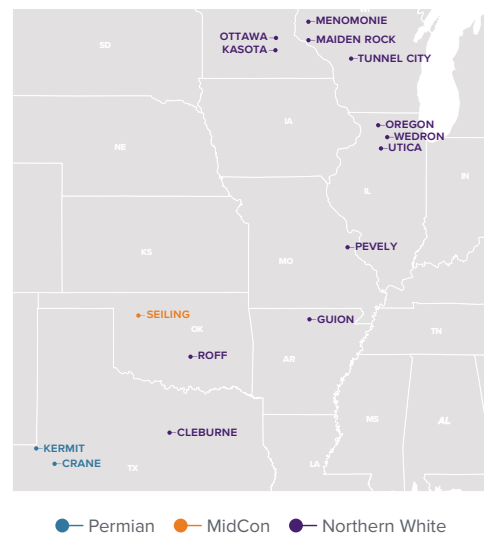 WI
MENOMONIE
OTTAWA
MAIDEN ROCK
SD
KASOTA
TUNNEL CITY
IA
OREGON
WEDRON
NE
UTICA
IN
IL
PEVELY
KS
MO
SEILING
GUION
OK
TN
ROFF
AR
MS
AL
CLEBURNE
KERMIT
CRANE
TX
LA
Permian
MidCon
Northern White